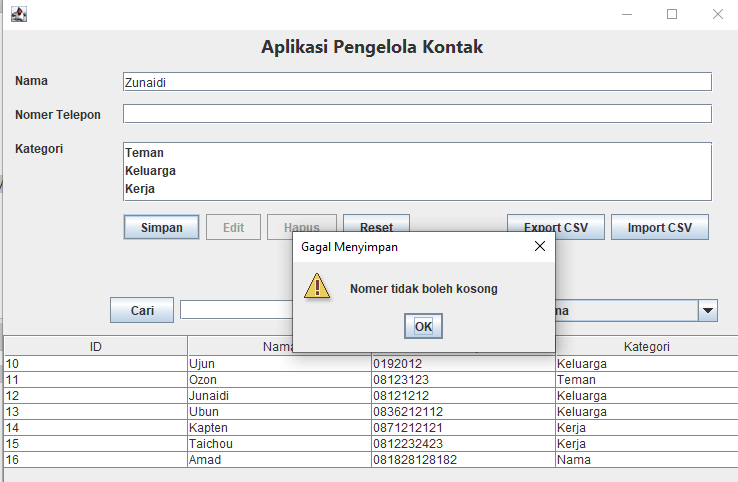 Aplikasi Pengelola Kontak
Nama
Zunaidi
Nomer Telepon
Kategori
Teman
Keluarga
Kerja
Simpan Edit Hapus Reset Export CSV Import CSV
Gagal Menyimpan
Nomer tidak boleh kosong
OK
Cari
ID Nama Kategori
10 Ujun 0192012 Keluarga
11 Ozon 08123123 Teman
12 Junaidi 08121212 Keluarga
13 Ubun 0836212112 Keluarga
14 Kapten 0871212121 Kerja
15 Taichou 0812232423 Kerja
16 Amad 081828128182 Nama